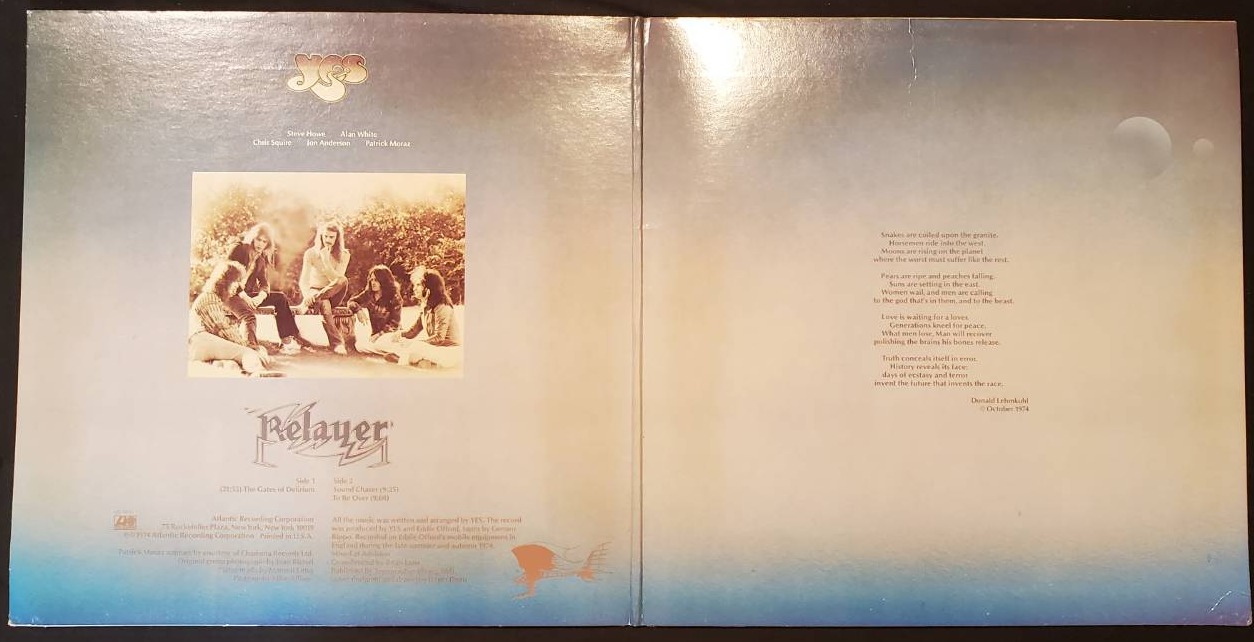 YES
Steve Howe Alan White
Chris Squire Jon Anderson Patrick Moraz
Relayer
Side 1
The Gates of Delirium
Side 2
Sound Chaser (9:25)
To Be Over (9:08)
Atlantic Recording Corporation
75 Rockefeller Plaza, New York, New York 10019
1974 Atlantic Recording Corporation Printed in U.S.A.
Patrick Moraz appears by courtesy of Charisma Records Ltd.
All the music was written and arranged by YES. The record
was produced by YES and Eddie Offord,
Recorded on Eddie Offord's mobile equipment in
England during the late summer and autumn 1974.
Snakes are coiled upon the granite.
Horsemen ride into the west.
Moons are rising on the planet
where the worst must suffer like the rest.
Pears are ripe and peaches falling.
Suns are setting in the east.
Women wail, and men are calling
to the god that's in them, and to the beast.
Love is waiting for a lover.
Generations kneel for peace.
What men lose, Man will recover
polishing the brains his bones release.
Truth conceals itself in error.
History reveals its face:
days of ecstasy and terror
invent the future that invents the race.
Donald Lehmkuhl
© October 1974